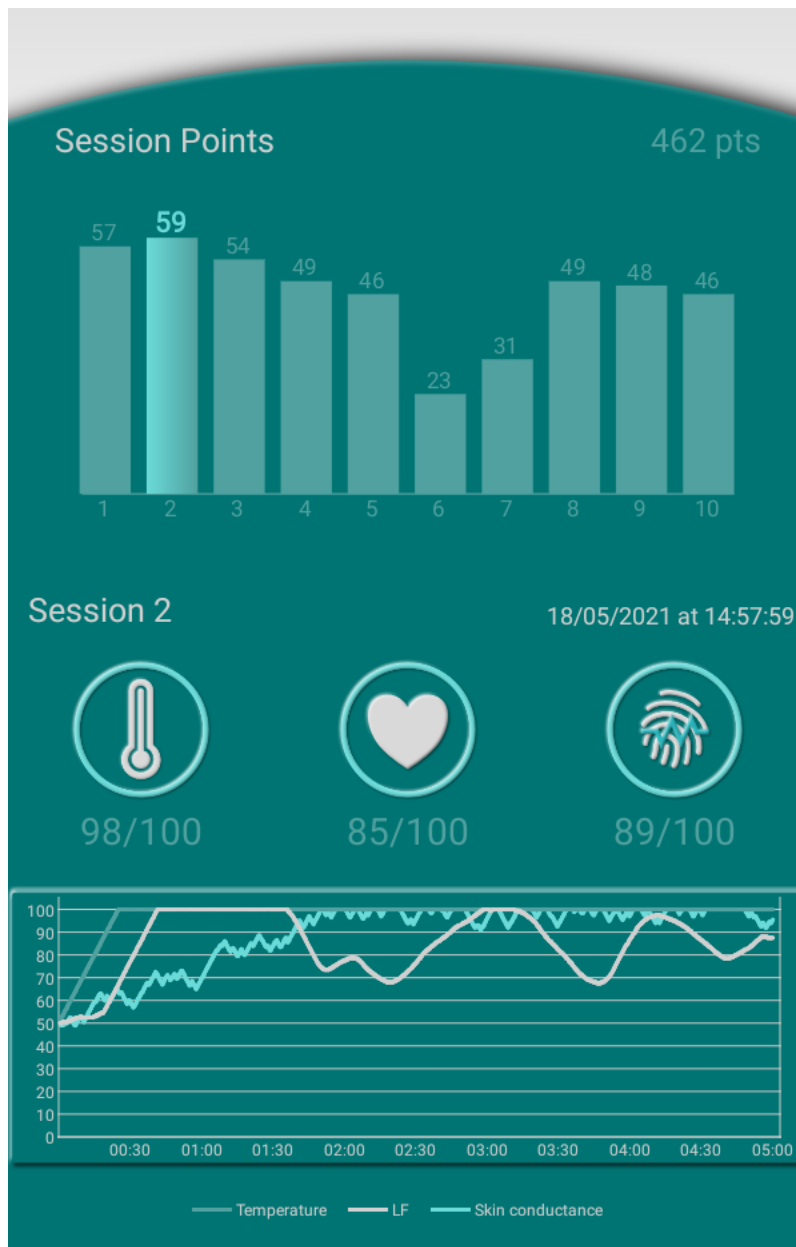 Session Points 462 pts
57 59 54 49 46 23 31 49 48 46
1 2 3 4 5 6 7 8 9 10
Session 2 18/05/2021 at 14:57:59
98/100 85/100 89/100
100
90
80
70
60
50
40
30
20
10
0
00:30 01:00 01:30 02:00 02:30 03:00 03:30 04:00 04:30 05:00
Temperature LF Skin conductance